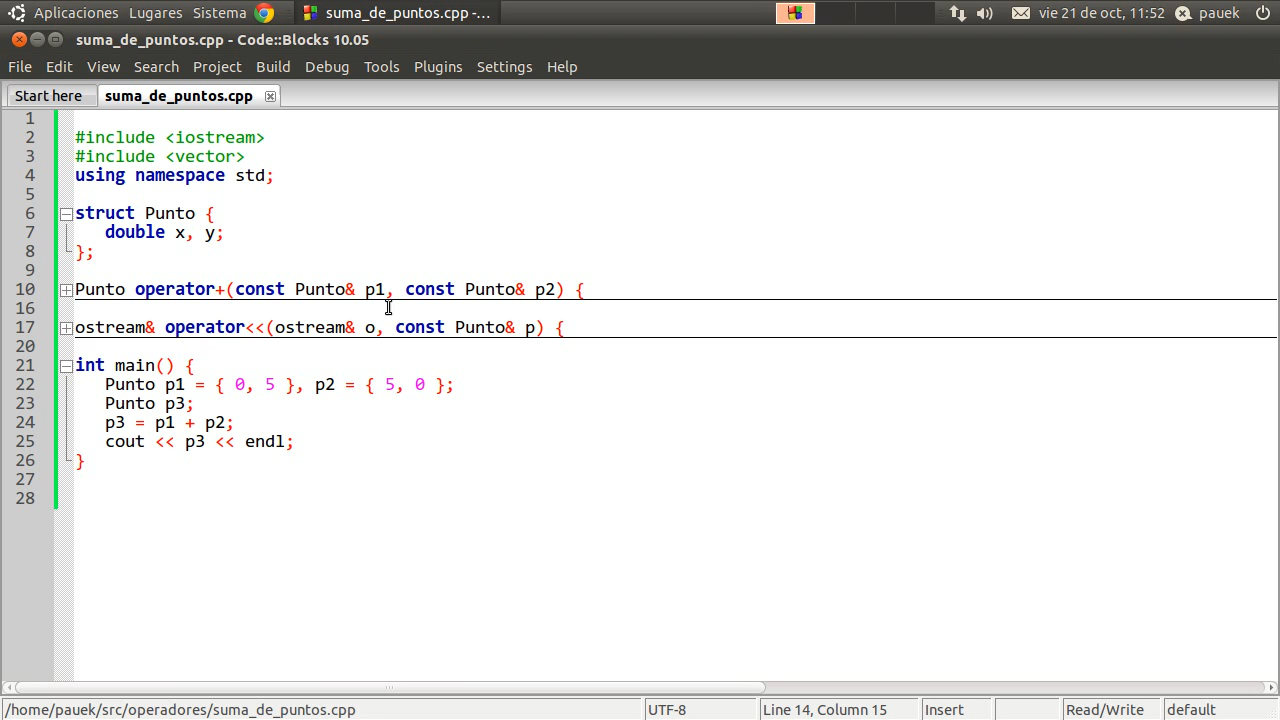 Aplicaciones Lugares Sistema suma_de_puntos.cpp -... vie 21 de oct, 11:52 pauek
suma_de_puntos.cpp - Code::Blocks 10.05
File Edit View Search Project Build Debug Tools Plugins Settings Help
Start here suma_de_puntos.cpp
1
2 #include <iostream>
3 #include <vector>
4 using namespace std;
5
6 struct Punto {
7 double x, y;
8 };
9
10 Punto operator+(const Punto& p1, const Punto& p2) {
16
17 ostream& operator<<(ostream& o, const Punto& p) {
20
21 int main() {
22 Punto p1 = { 0, 5 }, p2 = { 5, 0 };
23 Punto p3;
24 p3 = p1 + p2;
25 cout << p3 << endl;
26 }
27
28
/home/pauek/src/operadores/suma_de_puntos.cpp UTF-8 Line 14, Column 15 Insert Read/Write default